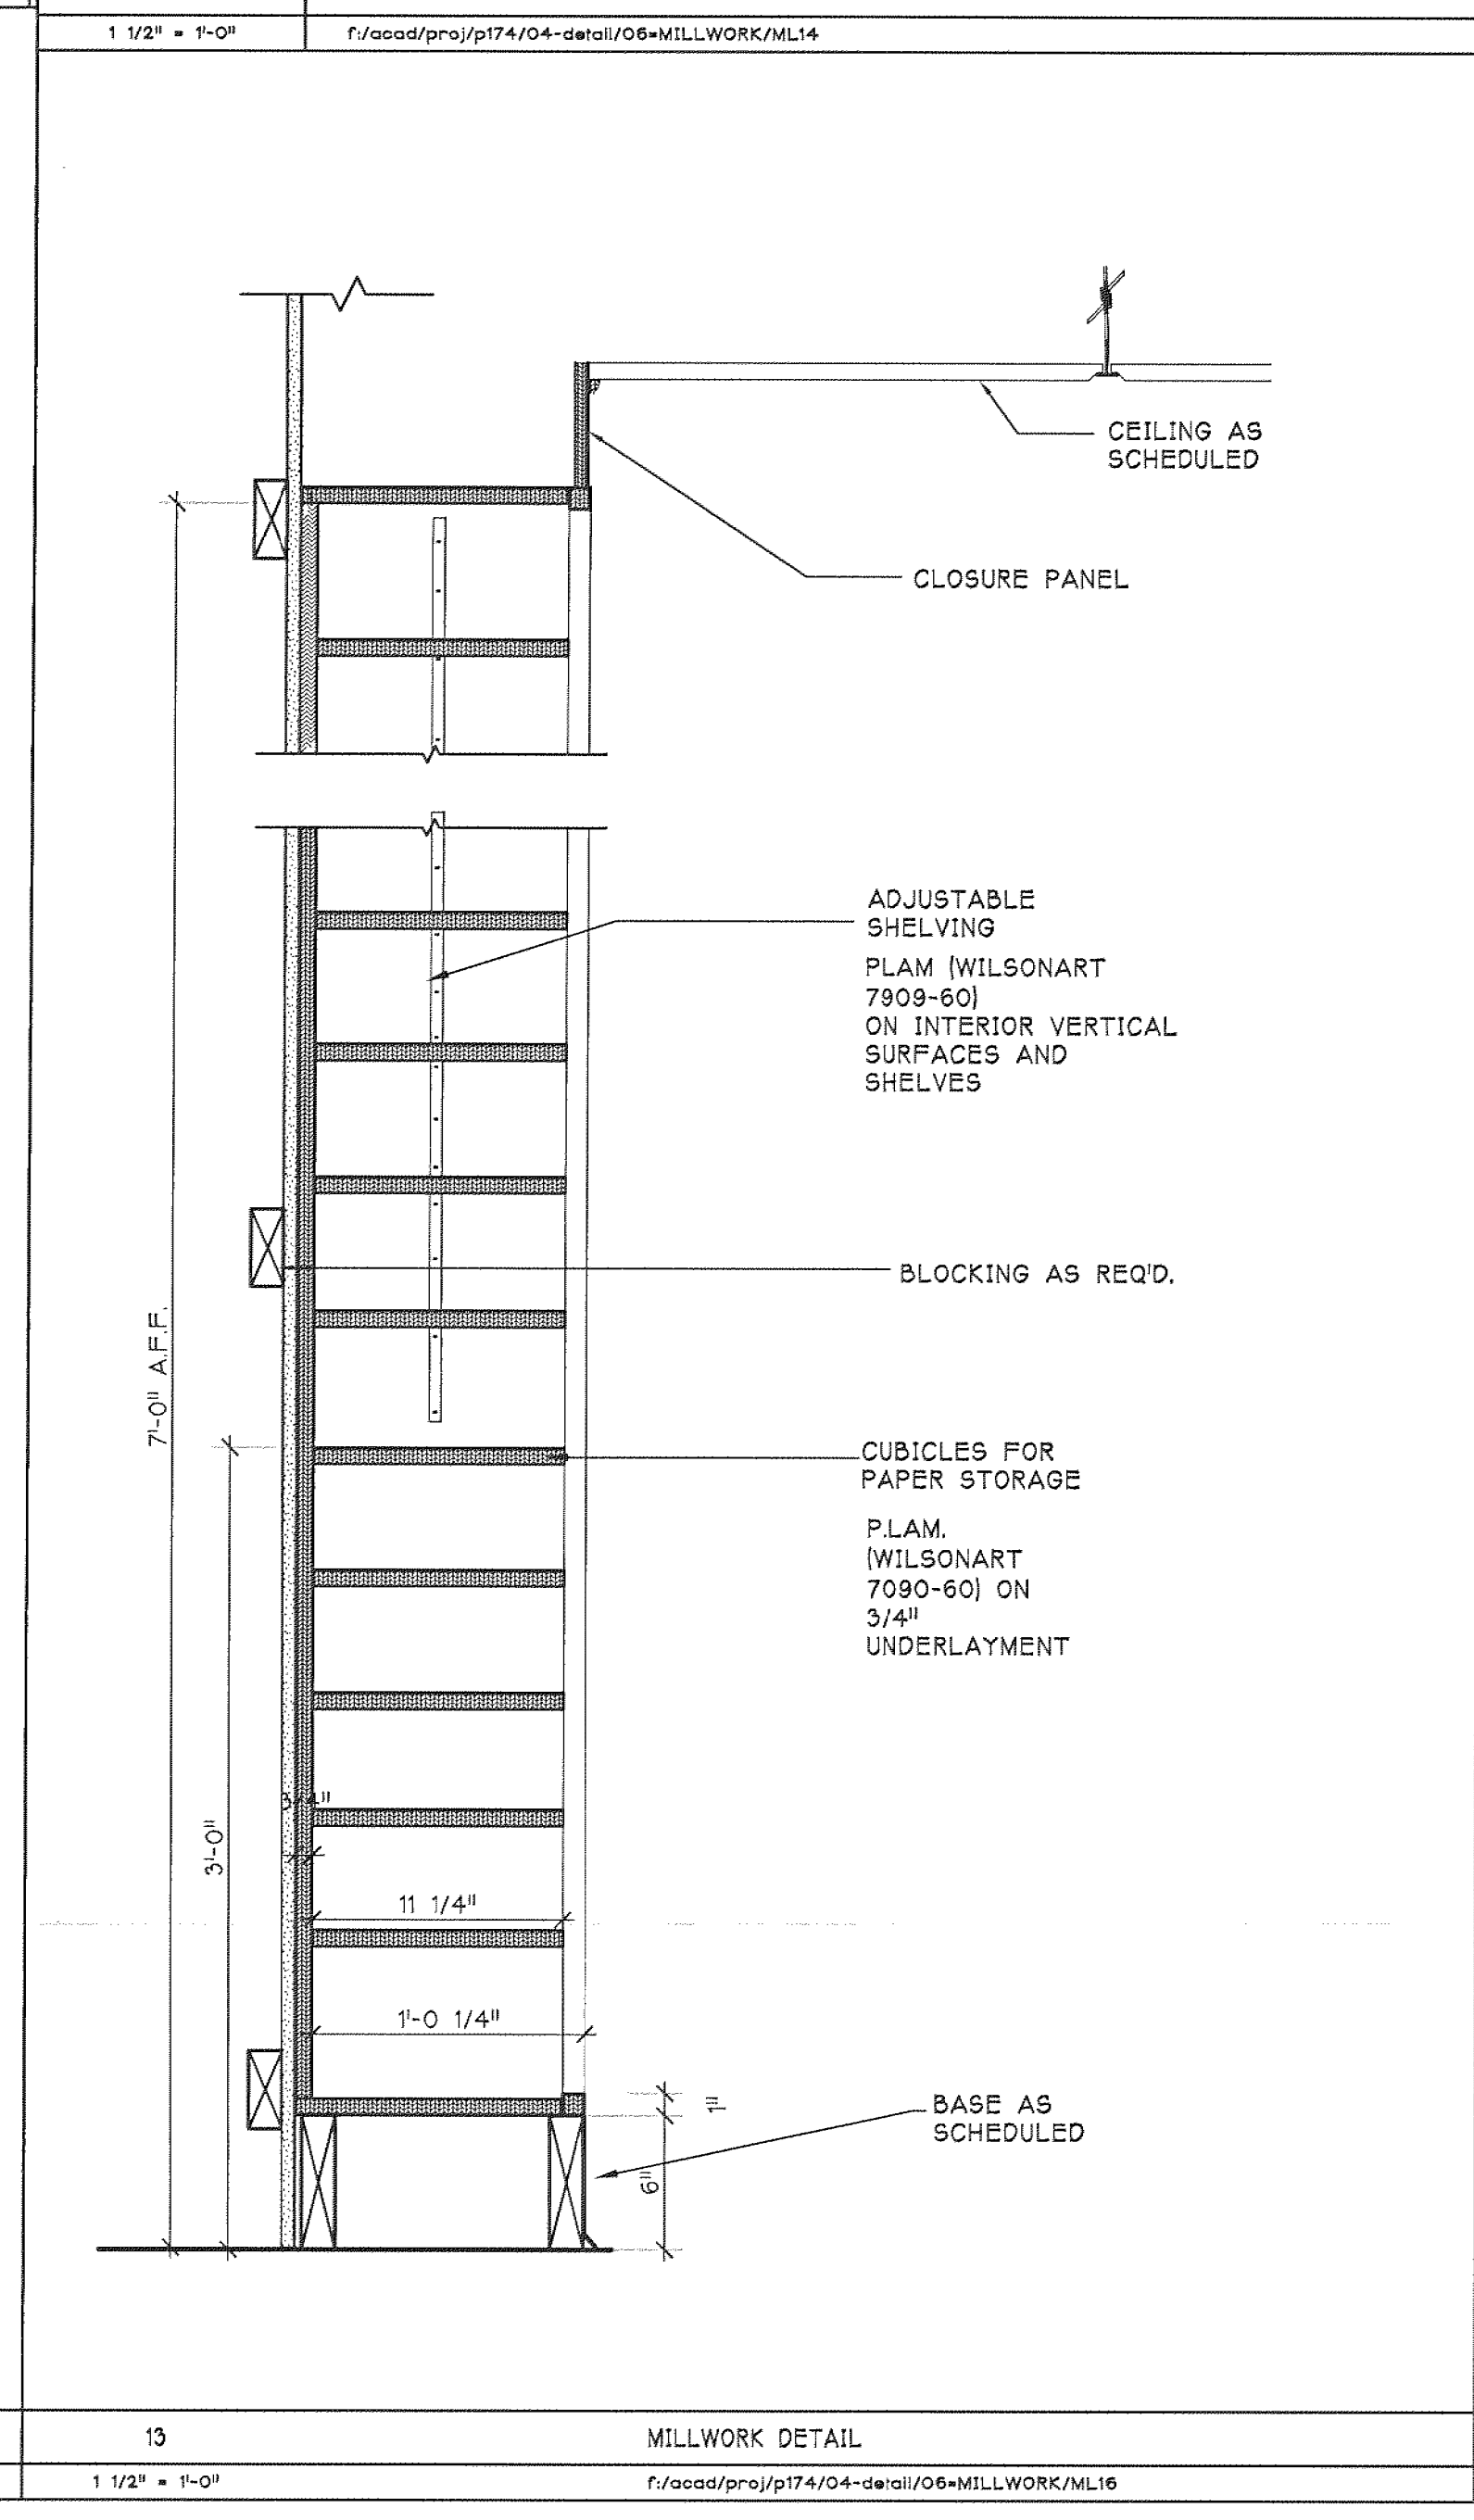 1 1/2" = 1'-0"
f:/acad/proj/p174/04-detail/06=MILLWORK/ML14
CEILING AS
SCHEDULED
CLOSURE PANEL
ADJUSTABLE
SHELVING
PLAM (WILSONART
7909-60)
ON INTERIOR VERTICAL
SURFACES AND
SHELVES
BLOCKING AS REQ'D.
7'-0" A.F.F.
CUBICLES FOR
PAPER STORAGE
P.LAM.
(WILSONART
7090-60) ON
3/4"
UNDERLAYMENT
3/4"
3'-0"
11 1/4"
1'-0 1/4"
1"
BASE AS
SCHEDULED
6"
13
MILLWORK DETAIL
1 1/2" = 1'-0"
f:/acad/proj/p174/04-detail/06=MILLWORK/ML16